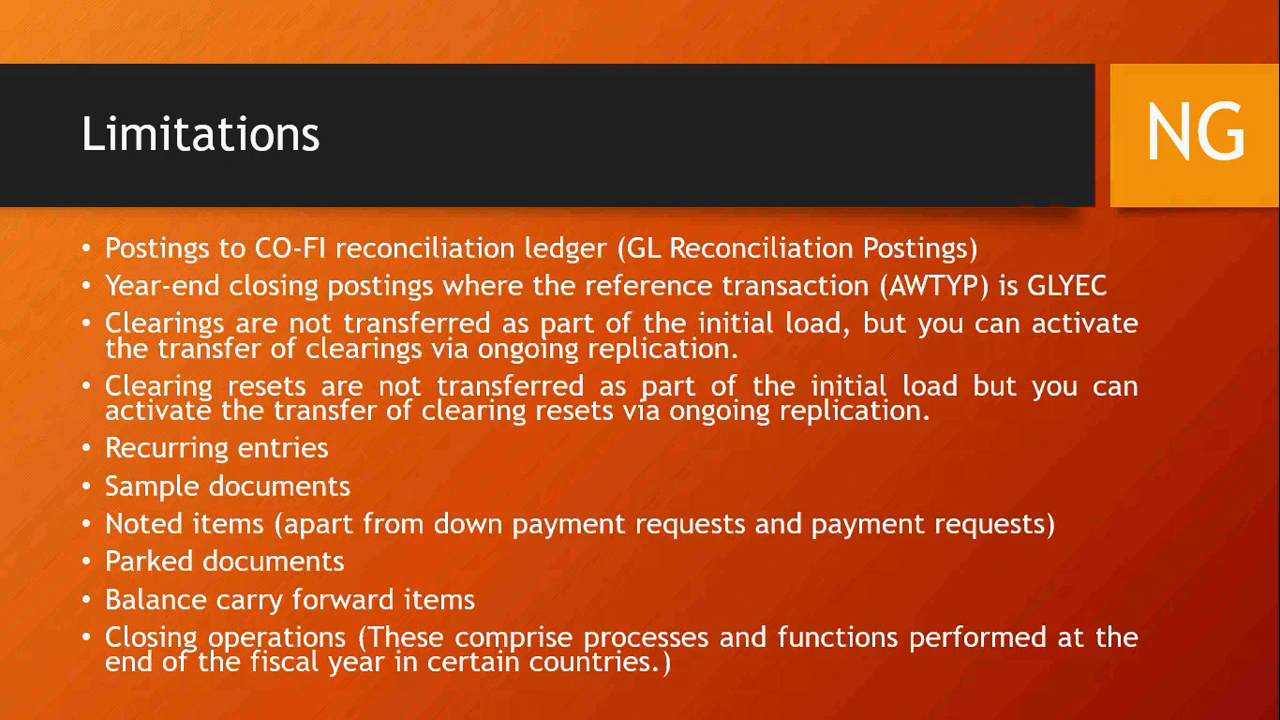 Limitations
NG
• Postings to CO-FI reconciliation ledger (GL Reconciliation Postings)
• Year-end closing postings where the reference transaction (AWTYP) is GLYEC
• Clearings are not transferred as part of the initial load, but you can activate
the transfer of clearings via ongoing replication.
• Clearing resets are not transferred as part of the initial load but you can
activate the transfer of clearing resets via ongoing replication.
• Recurring entries
• Sample documents
• Noted items (apart from down payment requests and payment requests)
• Parked documents
• Balance carry forward items
• Closing operations (These comprise processes and functions performed at the
end of the fiscal year in certain countries.)